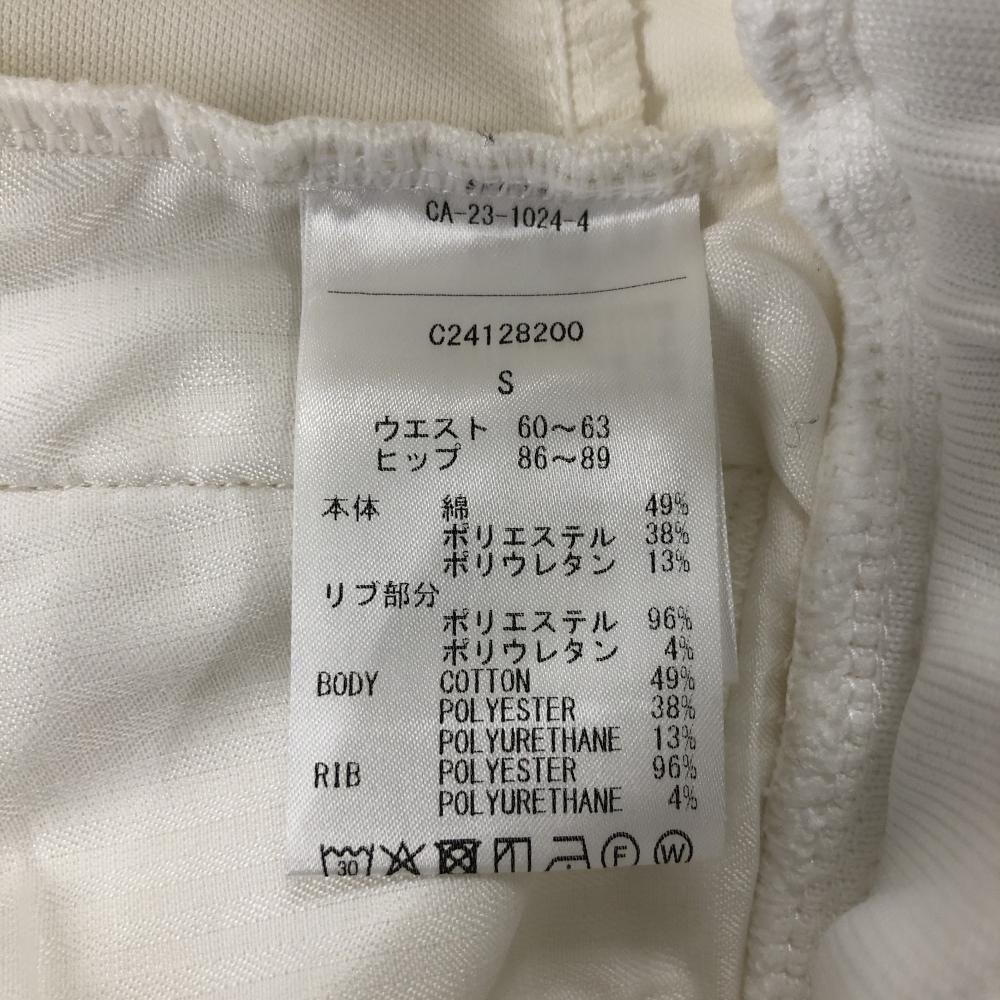 CA-23-1024-4
C24128200
S
ウエスト 60～63
ヒップ 86～89
本体 綿 49%
ポリエステル 38%
ポリウレタン 13%
リブ部分
ポリエステル 96%
ポリウレタン 4%
BODY COTTON 49%
POLYESTER 38%
POLYURETHANE 13%
RIB POLYESTER 96%
POLYURETHANE 4%
30 F W